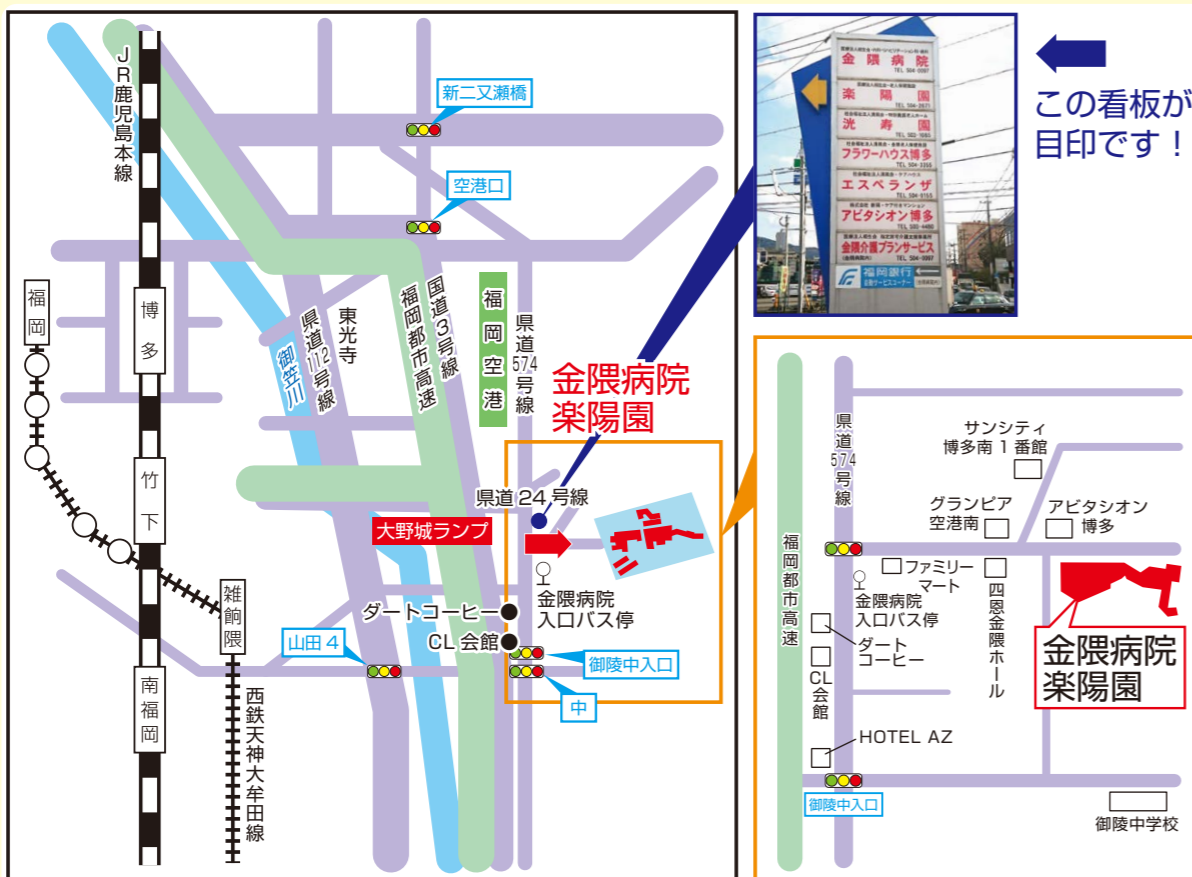 JR鹿児島本線
新二又瀬橋
空港口
福岡
博多
竹下
雑餉隈
南福岡
西鉄天神大牟田線
御笠川
県道112号線
東光寺
福岡都市高速
国道3号線
福岡空港
県道574号線
金隈病院
楽陽園
県道24号線
大野城ランプ
金隈病院
入口バス停
ダートコーヒー
CL会館
山田4
御陵中入口
中
金隈病院
楽陽園
洸寿園
フラワーハウス博多
エスペランザ
アビタシオン博多
金隈介護プランサービス
福岡銀行
この看板が
目印です！
県道574号線
サンシティ
博多南1番館
グランピア
空港南
アビタシオン
博多
福岡都市高速
ファミリー
マート
金隈病院
入口バス停
四恩金隈ホール
ダート
コーヒー
CL会館
金隈病院
楽陽園
HOTEL AZ
御陵中入口
御陵中学校